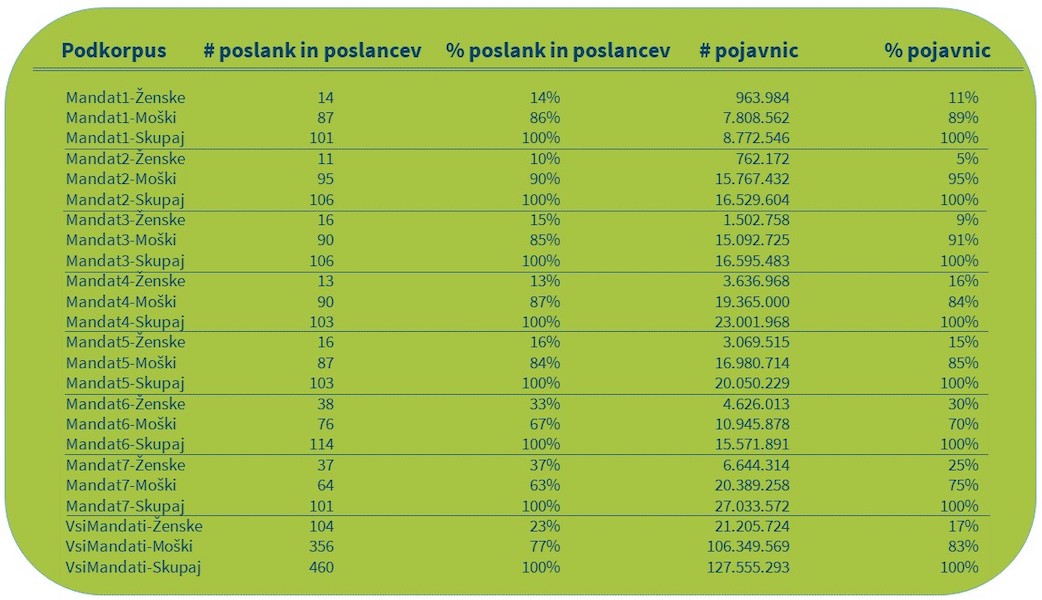 Podkorpus # poslank in poslancev % poslank in poslancev # pojavnic % pojavnic
Mandat1-Ženske 14 14% 963.984 11%
Mandat1-Moški 87 86% 7.808.562 89%
Mandat1-Skupaj 101 100% 8.772.546 100%
Mandat2-Ženske 11 10% 762.172 5%
Mandat2-Moški 95 90% 15.767.432 95%
Mandat2-Skupaj 106 100% 16.529.604 100%
Mandat3-Ženske 16 15% 1.502.758 9%
Mandat3-Moški 90 85% 15.092.725 91%
Mandat3-Skupaj 106 100% 16.595.483 100%
Mandat4-Ženske 13 13% 3.636.968 16%
Mandat4-Moški 90 87% 19.365.000 84%
Mandat4-Skupaj 103 100% 23.001.968 100%
Mandat5-Ženske 16 16% 3.069.515 15%
Mandat5-Moški 87 84% 16.980.714 85%
Mandat5-Skupaj 103 100% 20.050.229 100%
Mandat6-Ženske 38 33% 4.626.013 30%
Mandat6-Moški 76 67% 10.945.878 70%
Mandat6-Skupaj 114 100% 15.571.891 100%
Mandat7-Ženske 37 37% 6.644.314 25%
Mandat7-Moški 64 63% 20.389.258 75%
Mandat7-Skupaj 101 100% 27.033.572 100%
VsiMandati-Ženske 104 23% 21.205.724 17%
VsiMandati-Moški 356 77% 106.349.569 83%
VsiMandati-Skupaj 460 100% 127.555.293 100%